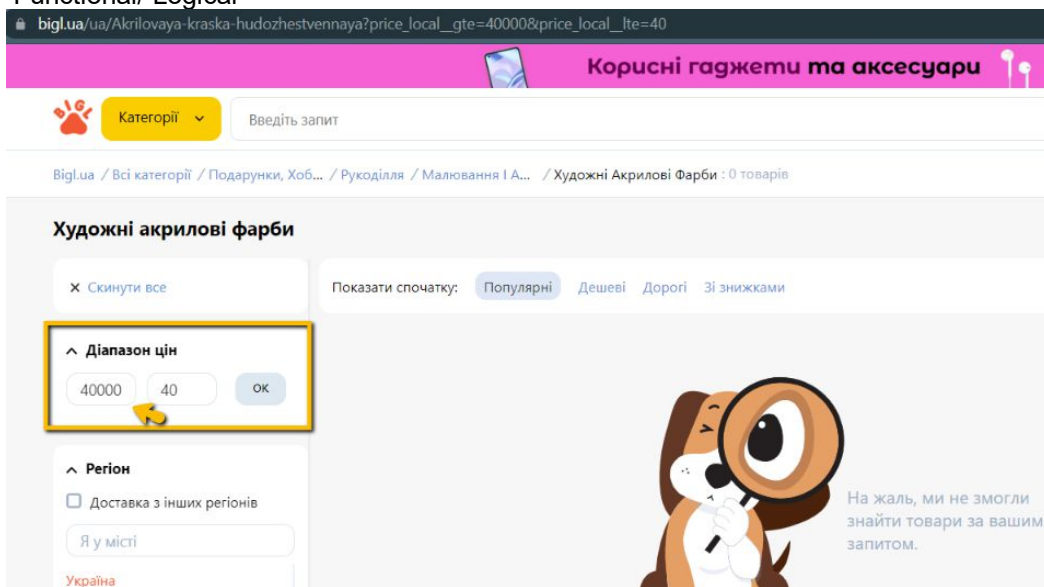 Functional/ Logical
bigl.ua/ua/Akrilovaya-kraska-hudozhestvennaya?price_local__gte=40000&price_local__lte=40
Корисні гаджети та аксесуари
BIGL
Категорії
Введіть запит
Bigl.ua / Всі категорії / Подарунки, Хоб... / Рукоділля / Малювання І А... / Художні Акрилові Фарби : 0 товарів
Художні акрилові фарби
× Скинути все
Показати спочатку: Популярні Дешеві Дорогі Зі знижками
Діапазон цін
40000 40 ОК
Регіон
Доставка з інших регіонів
Я у місті
Україна
На жаль, ми не змогли
знайти товари за вашим
запитом.